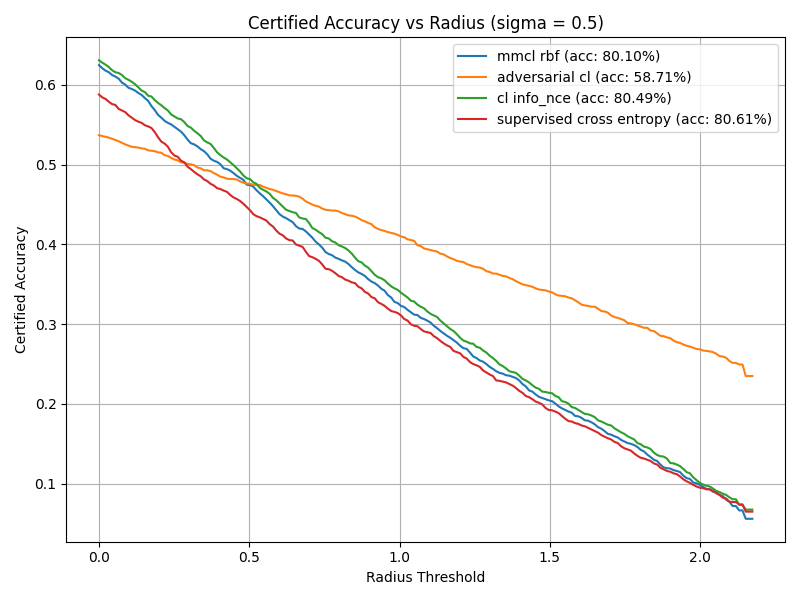 Certified Accuracy vs Radius (sigma = 0.5)
mmcl rbf (acc: 80.10%)
adversarial cl (acc: 58.71%)
cl info_nce (acc: 80.49%)
supervised cross entropy (acc: 80.61%)
Certified Accuracy
0.6
0.5
0.4
0.3
0.2
0.1
0.0
0.5
1.0
1.5
2.0
Radius Threshold